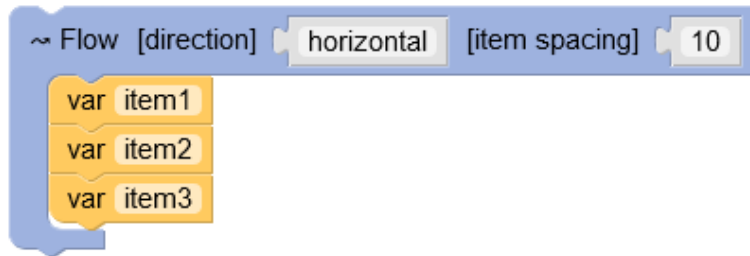 ↝ Flow [direction] horizontal [item spacing] 10
var item1
var item2
var item3